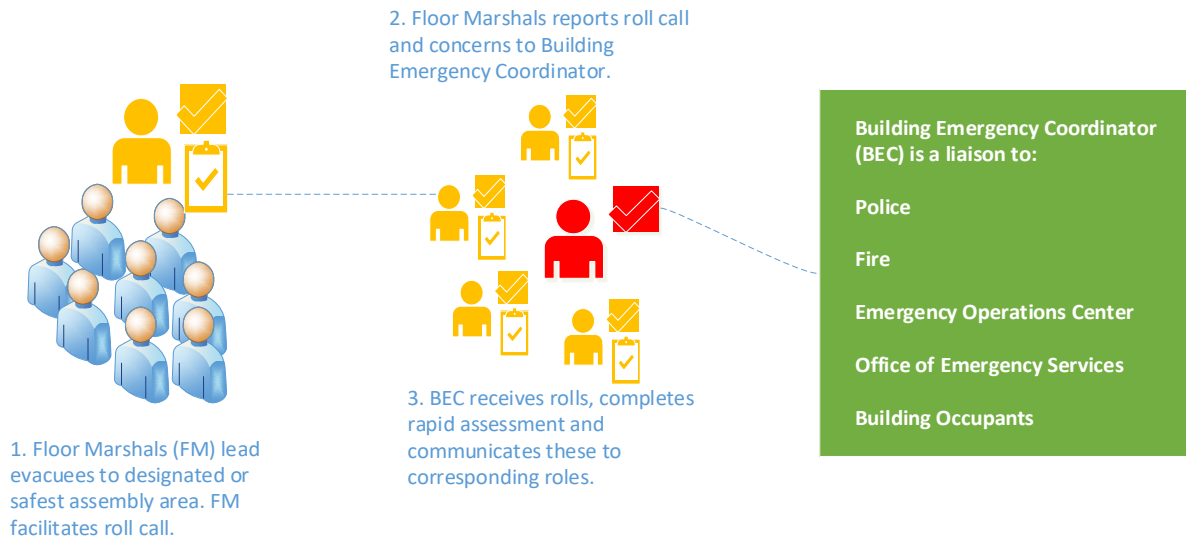 2. Floor Marshals reports roll call
and concerns to Building
Emergency Coordinator.
Building Emergency Coordinator
(BEC) is a liaison to:
Police
Fire
Emergency Operations Center
Office of Emergency Services
Building Occupants
3. BEC receives rolls, completes
rapid assessment and
communicates these to
corresponding roles.
1. Floor Marshals (FM) lead
evacuees to designated or
safest assembly area. FM
facilitates roll call.